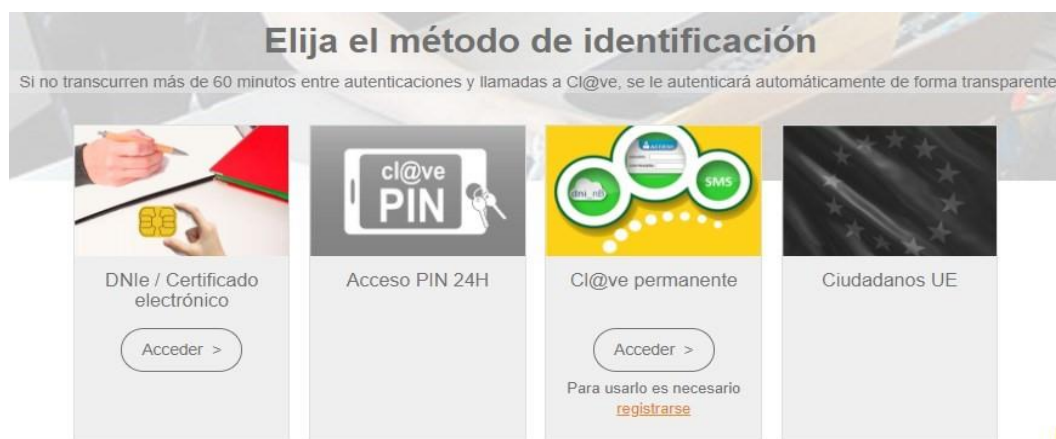 Elija el método de identificación
Si no transcurren más de 60 minutos entre autenticaciones y llamadas a Cl@ve, se le autenticará automáticamente de forma transparente
cl@ve
PIN
dni_nb
SMS
DNIe / Certificado
electrónico
Acceso PIN 24H
Cl@ve permanente
Ciudadanos UE
Acceder >
Acceder >
Para usarlo es necesario
registrarse